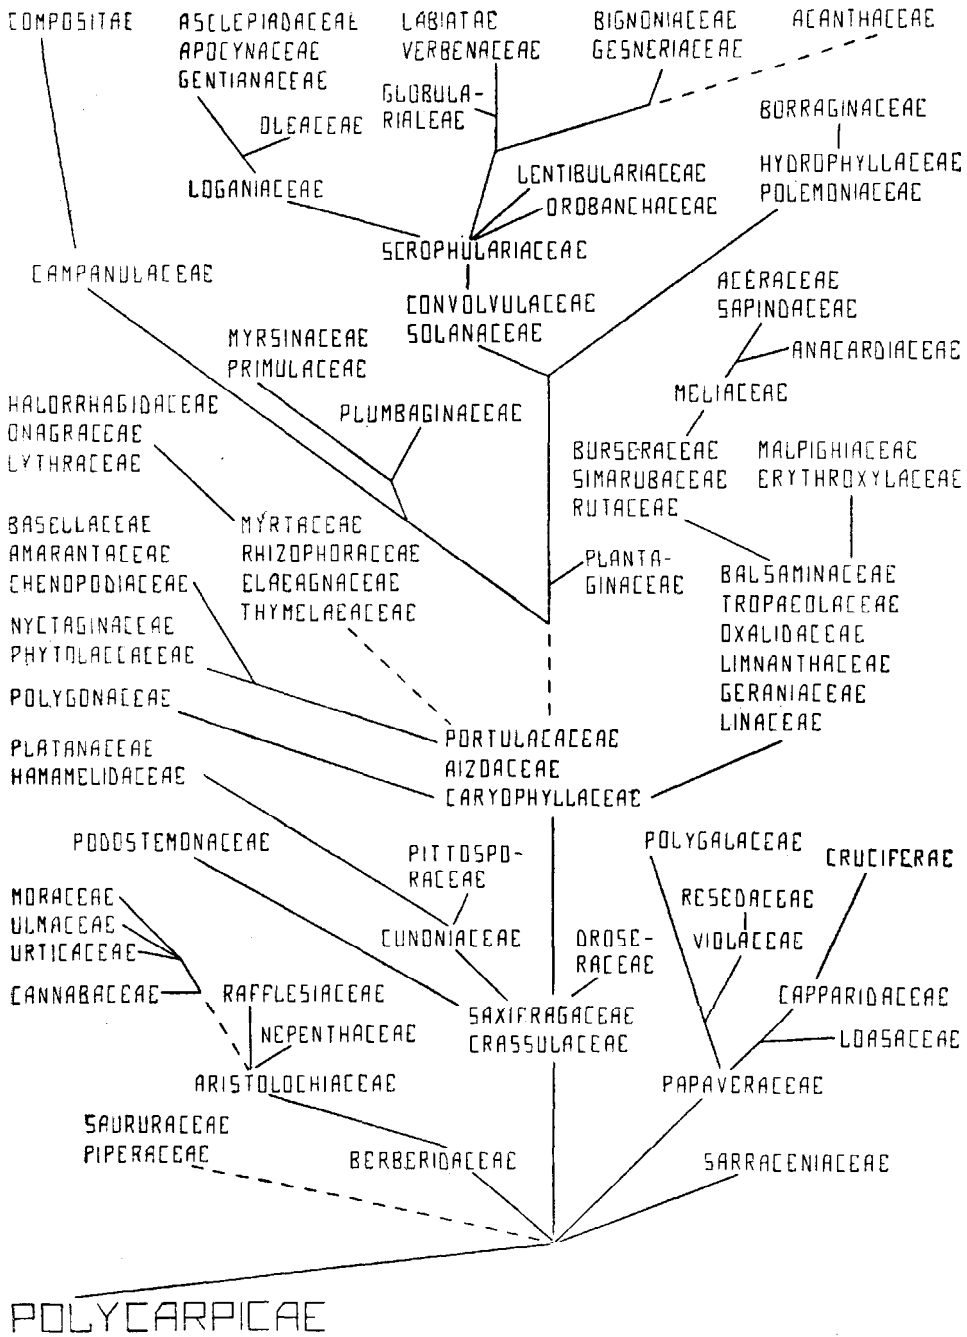 COMPOSITAE
ASCLEPIADACEAE
APOCYNACEAE
GENTIANACEAE
LABIATAE
VERBENACEAE
BIGNONIACEAE
GESNERIACEAE
ACANTHACEAE
GLOBULA-
RIALEAE
OLEACEAE
BORRAGINACEAE
LOGANIACEAE
LENTIBULARIACEAE
OROBANCHACEAE
HYDROPHYLLACEAE
POLEMONIACEAE
SCROPHULARIACEAE
CAMPANULACEAE
CONVOLVULACEAE
SOLANACEAE
ACERACEAE
SAPINDACEAE
MYRSINACEAE
PRIMULACEAE
ANACARDIACEAE
MELIACEAE
HALORRHAGIDACEAE
ONAGRACEAE
LYTHRACEAE
PLUMBAGINACEAE
BURSERACEAE
SIMARUBACEAE
RUTACEAE
MALPIGHIACEAE
ERYTHROXYLACEAE
BASELLACEAE
AMARANTACEAE
CHENOPODIACEAE
MYRTACEAE
RHIZOPHORACEAE
ELAEAGNACEAE
THYMELAEACEAE
PLANTA-
GINACEAE
BALSAMINACEAE
TROPAEOLACEAE
OXALIDACEAE
LIMNANTHACEAE
GERANIACEAE
LINACEAE
NYCTAGINACEAE
PHYTOLACCACEAE
POLYGONACEAE
PORTULACACEAE
AIZOACEAE
CARYOPHYLLACEAE
PLATANACEAE
HAMAMELIDACEAE
PODOSTEMONACEAE
PITTOSPO-
RACEAE
POLYGALACEAE
CRUCIFERAE
MORACEAE
ULMACEAE
URTICACEAE
CANNABACEAE
CUNONIACEAE
DROSE-
RACEAE
RESEDACEAE
VIOLACEAE
RAFFLESIACEAE
NEPENTHACEAE
SAXIFRAGACEAE
CRASSULACEAE
CAPPARIDACEAE
LOASACEAE
ARISTOLOCHIACEAE
PAPAVERACEAE
SAURURACEAE
PIPERACEAE
BERBERIDACEAE
SARRACENIACEAE
POLYCARPICAE